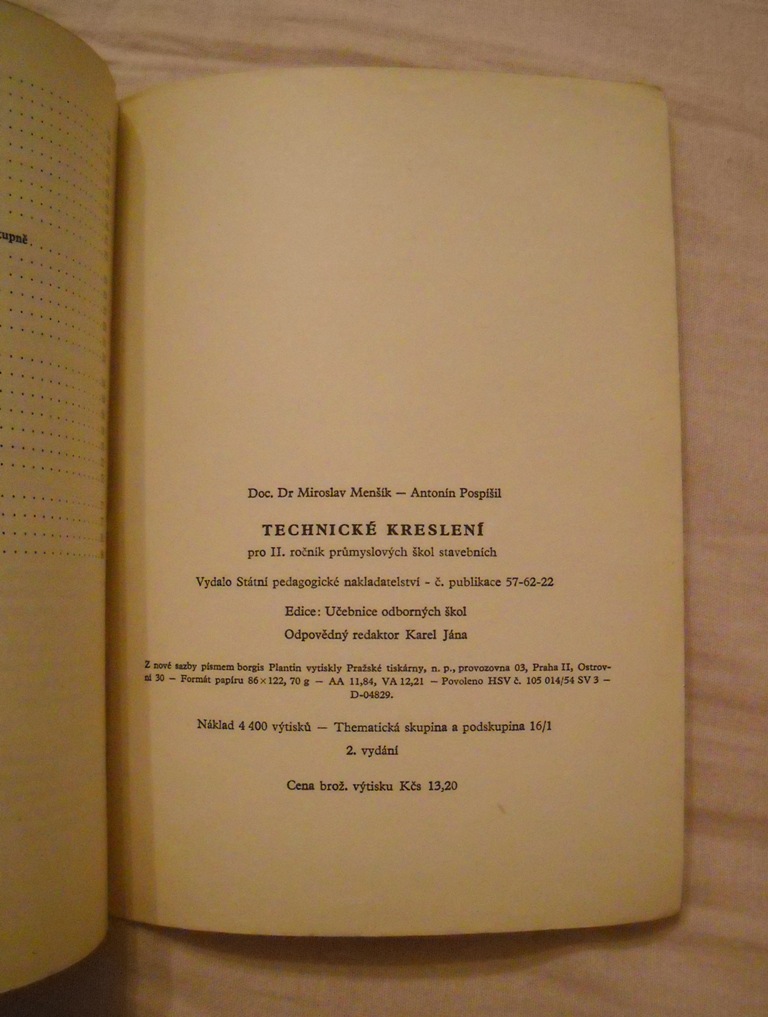 tupně
Doc. Dr Miroslav Menšík — Antonín Pospíšil
TECHNICKÉ KRESLENÍ
pro II. ročník průmyslových škol stavebních
Vydalo Státní pedagogické nakladatelství - č. publikace 57-62-22
Edice: Učebnice odborných škol
Odpovědný redaktor Karel Jána
Z nové sazby písmem borgis Plantin vytiskly Pražské tiskárny, n. p., provozovna 03, Praha II, Ostrov-
ní 30 — Formát papíru 86×122, 70 g — AA 11,84, VA 12,21 — Povoleno HSV č. 105 014/54 SV 3 —
D-04829.
Náklad 4 400 výtisků — Thematická skupina a podskupina 16/1
2. vydání
Cena brož. výtisku Kčs 13,20